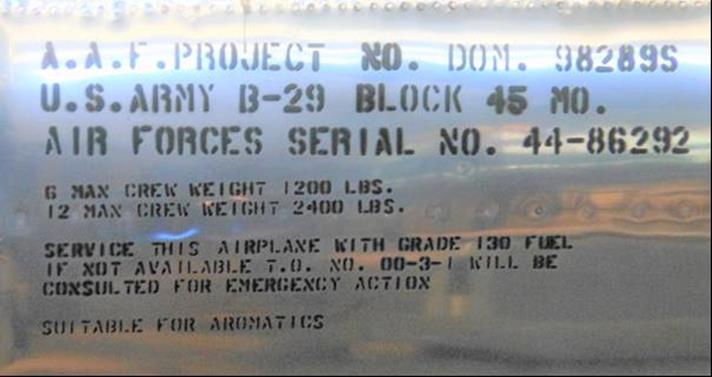 A.A.F. PROJECT NO. DOM. 98289S
U.S. ARMY B-29 BLOCK 45 MO.
AIR FORCES SERIAL NO. 44-86292
6 MAX CREW WEIGHT 1200 LBS.
12 MAX CREW WEIGHT 2400 LBS.
SERVICE THIS AIRPLANE WITH GRADE 130 FUEL
IF NOT AVAILABLE T.O. NO. 00-3-1 WILL BE
CONSULTED FOR EMERGENCY ACTION
SUITABLE FOR AROMATICS